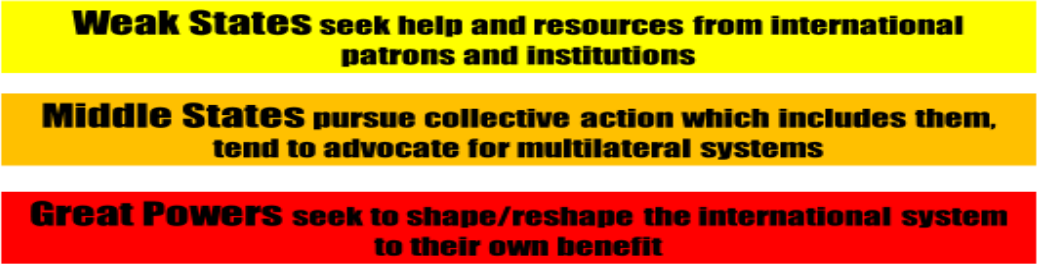 Weak States seek help and resources from international
patrons and institutions
Middle States pursue collective action which includes them,
tend to advocate for multilateral systems
Great Powers seek to shape/reshape the international system
to their own benefit